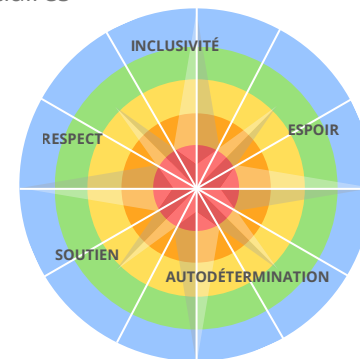 INCLUSIVITÉ
ESPOIR
RESPECT
SOUTIEN
AUTODÉTERMINATION